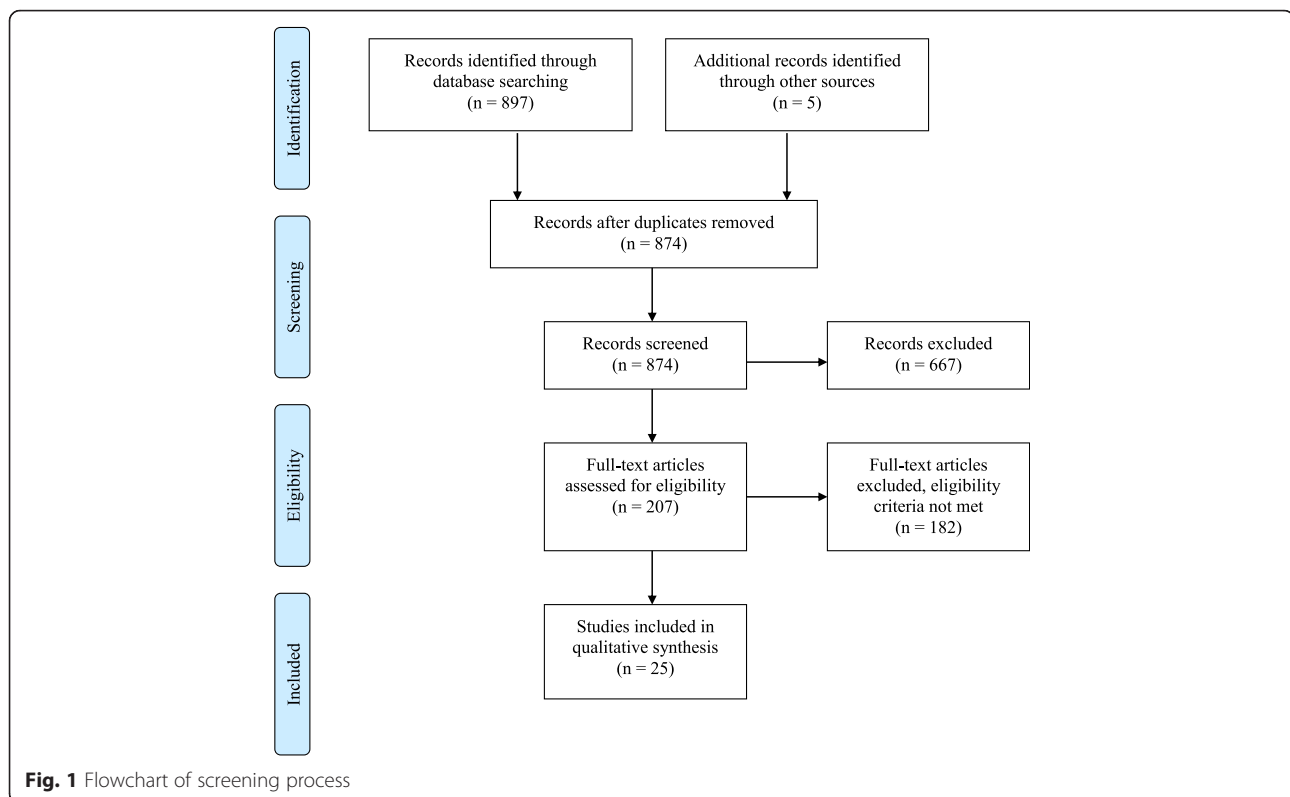 Identification
Records identified through
database searching
(n = 897)
Additional records identified
through other sources
(n = 5)
Screening
Records after duplicates removed
(n = 874)
Records screened
(n = 874)
Records excluded
(n = 667)
Eligibility
Full-text articles
assessed for eligibility
(n = 207)
Full-text articles
excluded, eligibility
criteria not met
(n = 182)
Included
Studies included in
qualitative synthesis
(n = 25)
Fig. 1 Flowchart of screening process